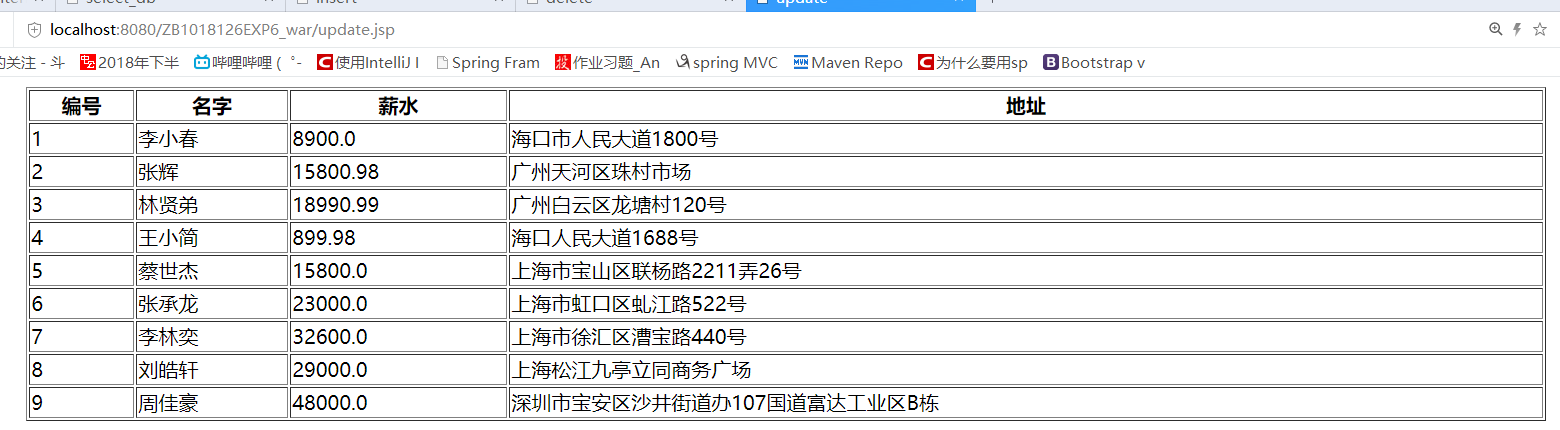 select_db insert delete update
localhost:8080/ZB1018126EXP6_war/update.jsp
的关注 - 斗 2018年下半 哔哩哔哩 ( ゜- 使用IntelliJ I Spring Fram 作业习题_An spring MVC Maven Repo 为什么要用sp Bootstrap v
编号 名字 薪水 地址
1 李小春 8900.0 海口市人民大道1800号
2 张辉 15800.98 广州天河区珠村市场
3 林贤弟 18990.99 广州白云区龙塘村120号
4 王小简 899.98 海口人民大道1688号
5 蔡世杰 15800.0 上海市宝山区联杨路2211弄26号
6 张承龙 23000.0 上海市虹口区虬江路522号
7 李林奕 32600.0 上海市徐汇区漕宝路440号
8 刘皓轩 29000.0 上海松江九亭立同商务广场
9 周佳豪 48000.0 深圳市宝安区沙井街道办107国道富达工业区B栋